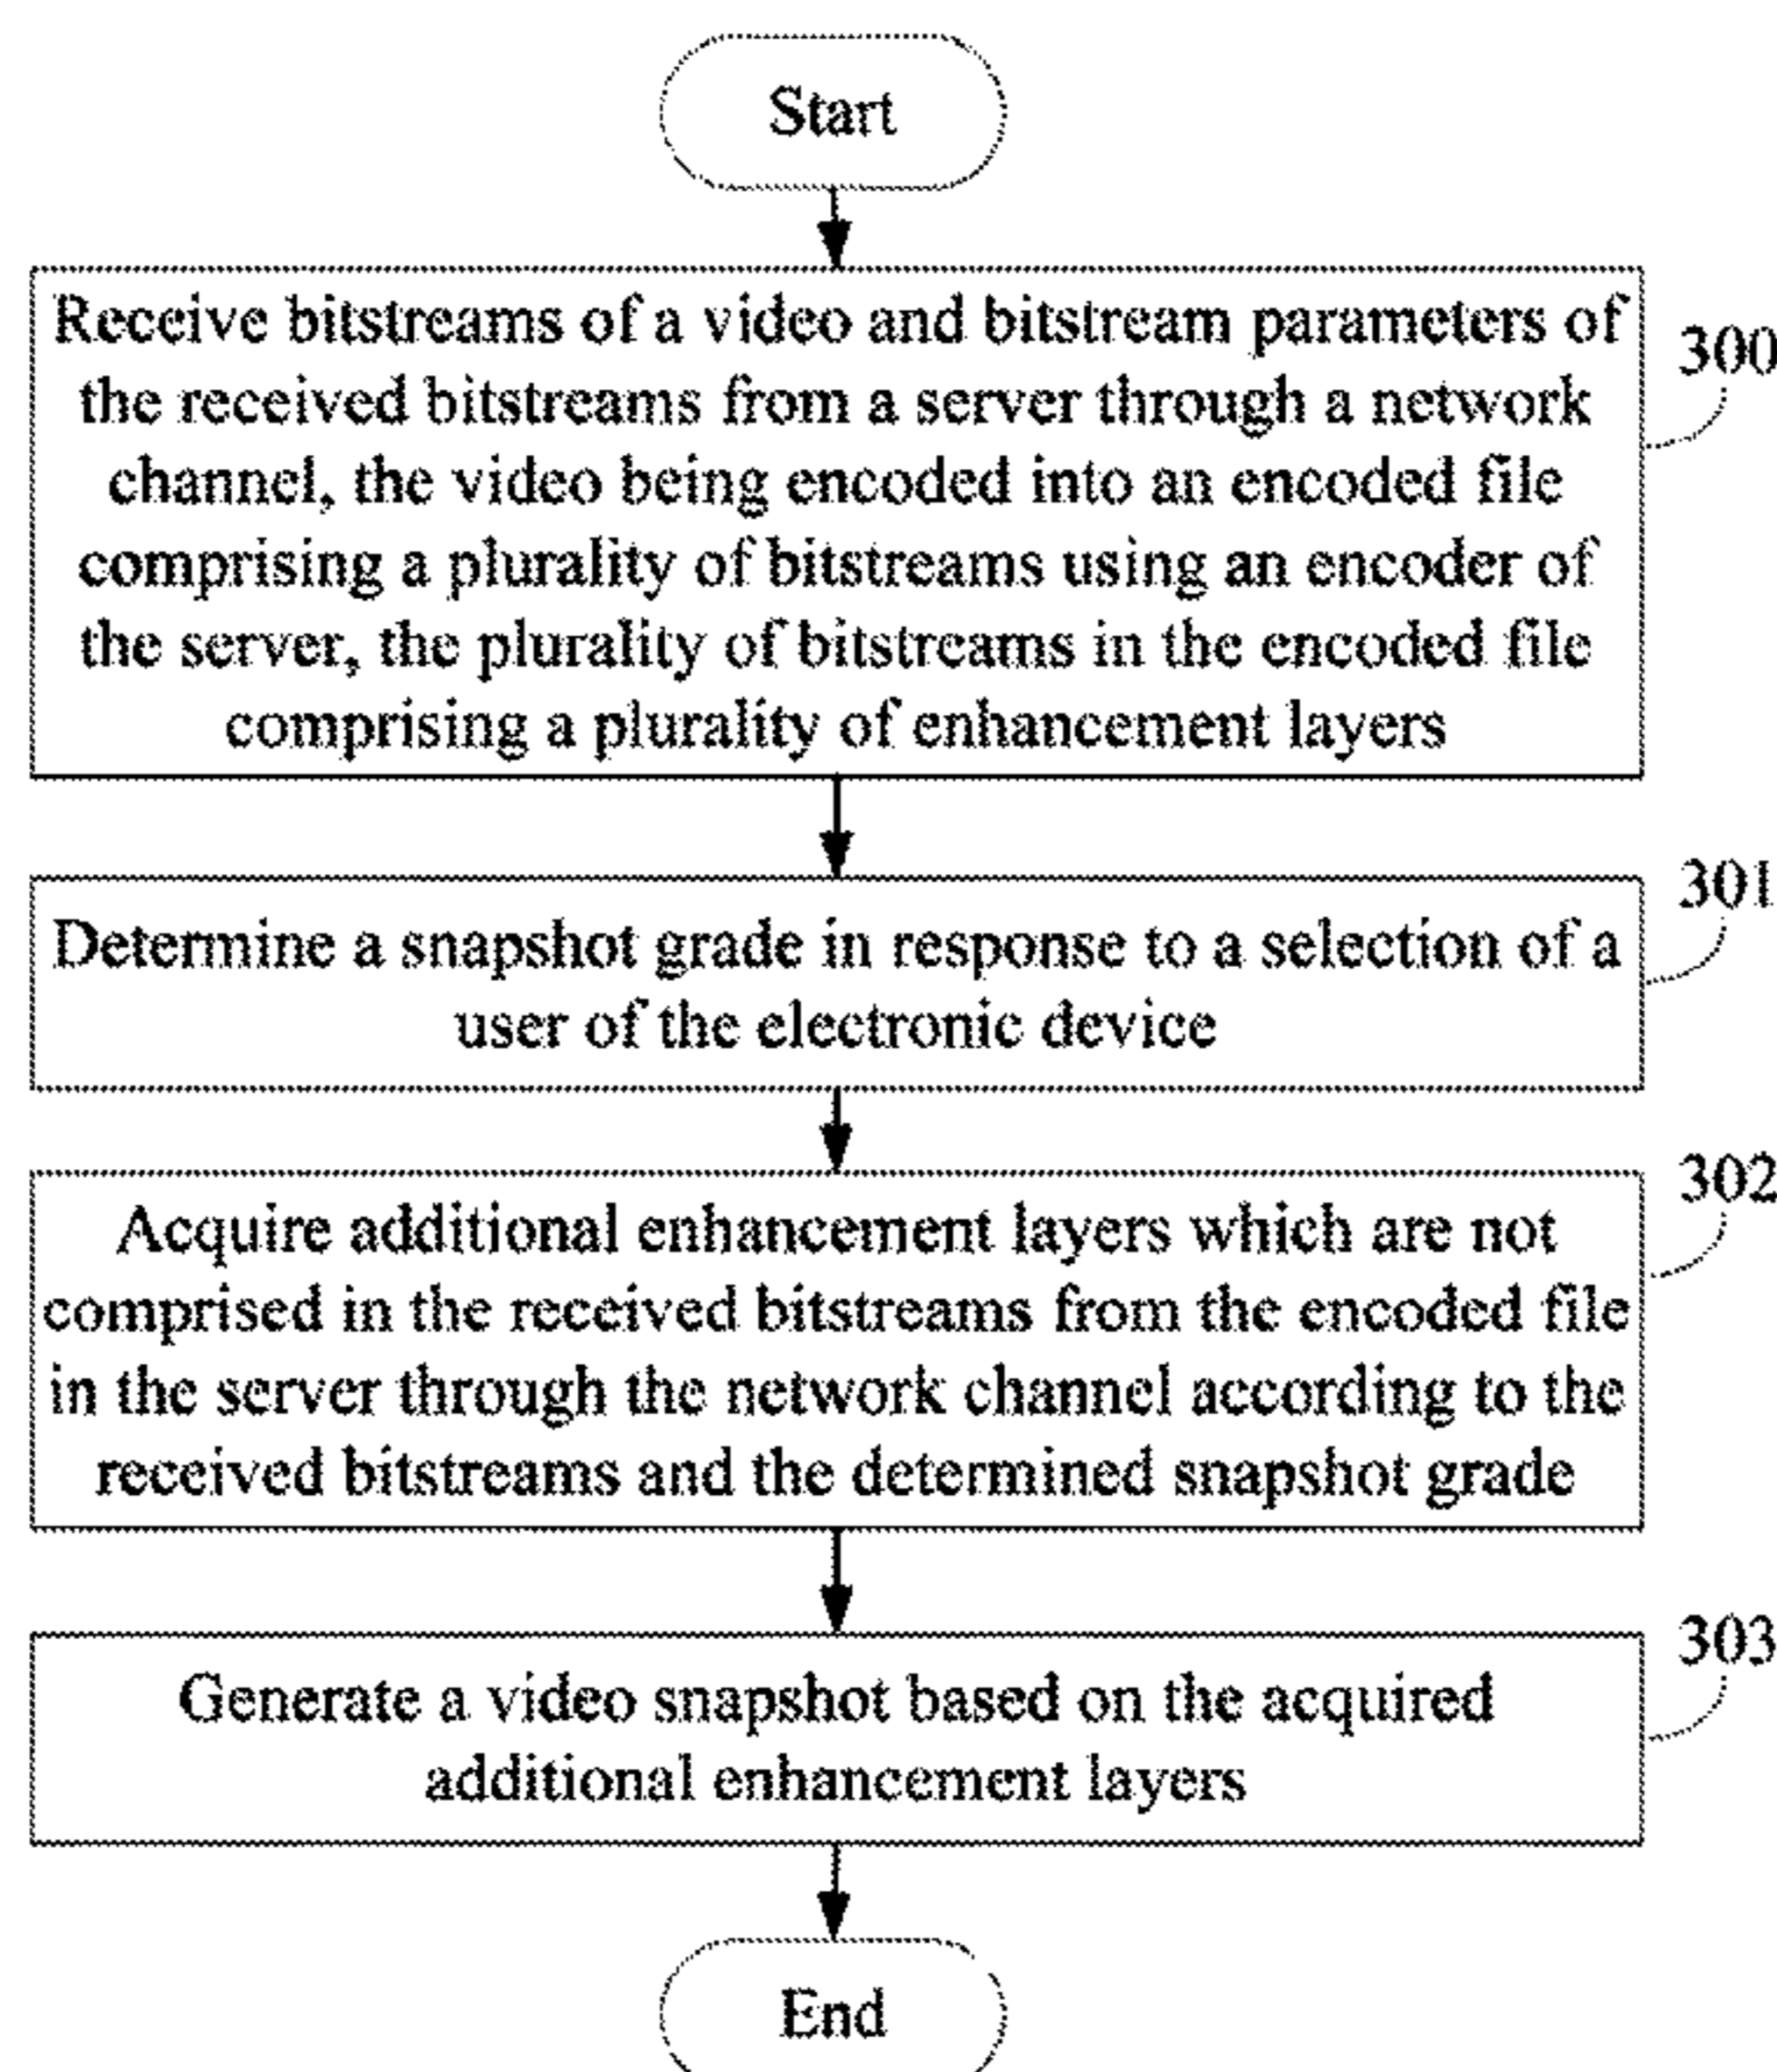 Start
Receive bitstreams of a video and bitstream parameters of
the received bitstreams from a server through a network
channel, the video being encoded into an encoded file
comprising a plurality of bitstreams using an encoder of
the server, the plurality of bitstreams in the encoded file
comprising a plurality of enhancement layers
300
Determine a snapshot grade in response to a selection of a
user of the electronic device
301
Acquire additional enhancement layers which are not
comprised in the received bitstreams from the encoded file
in the server through the network channel according to the
received bitstreams and the determined snapshot grade
302
Generate a video snapshot based on the acquired
additional enhancement layers
303
End